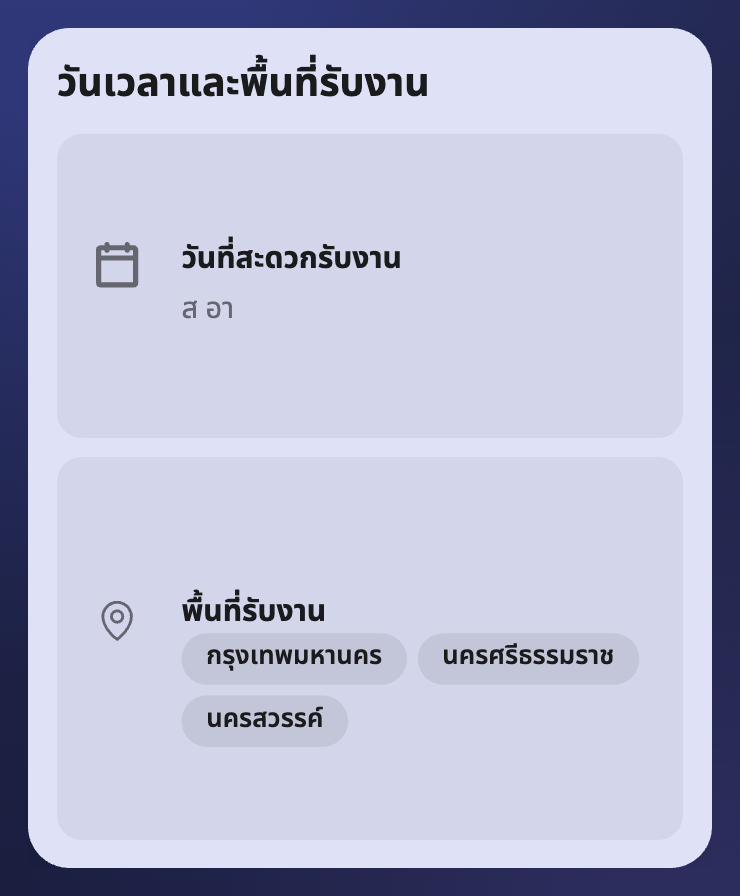 วันเวลาและพื้นที่รับงาน
วันที่สะดวกรับงาน
ส อา
พื้นที่รับงาน
กรุงเทพมหานคร นครศรีธรรมราช
นครสวรรค์